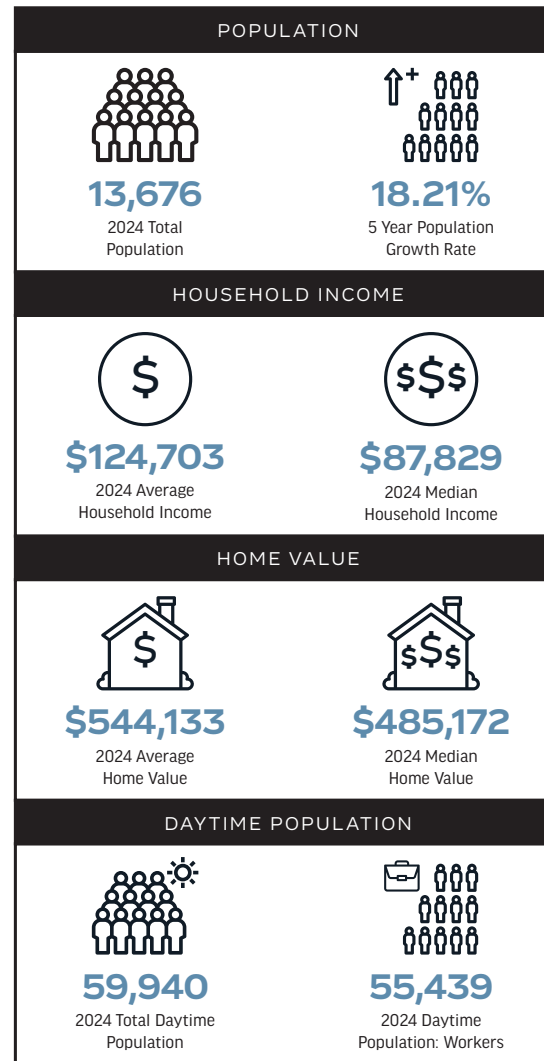 POPULATION
13,676
2024 Total
Population
18.21%
5 Year Population
Growth Rate
HOUSEHOLD INCOME
$
$124,703
2024 Average
Household Income
$$$
$87,829
2024 Median
Household Income
HOME VALUE
$
$544,133
2024 Average
Home Value
$$$
$485,172
2024 Median
Home Value
DAYTIME POPULATION
59,940
2024 Total Daytime
Population
55,439
2024 Daytime
Population: Workers